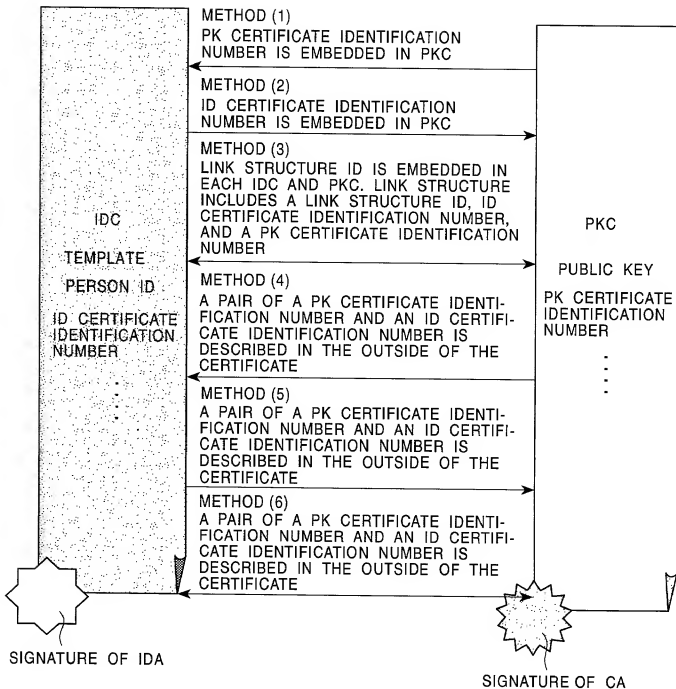 METHOD (1)
PK CERTIFICATE IDENTIFICATION
NUMBER IS EMBEDDED IN PKC
METHOD (2)
ID CERTIFICATE IDENTIFICATION
NUMBER IS EMBEDDED IN PKC
METHOD (3)
LINK STRUCTURE ID IS EMBEDDED IN
EACH IDC AND PKC. LINK STRUCTURE
INCLUDES A LINK STRUCTURE ID, ID
CERTIFICATE IDENTIFICATION NUMBER,
AND A PK CERTIFICATE IDENTIFICATION
NUMBER
METHOD (4)
A PAIR OF A PK CERTIFICATE IDENTI-
FICATION NUMBER AND AN ID CERTIFI-
CATE IDENTIFICATION NUMBER IS
DESCRIBED IN THE OUTSIDE OF THE
CERTIFICATE
METHOD (5)
A PAIR OF A PK CERTIFICATE IDENTI-
FICATION NUMBER AND AN ID CERTIFI-
CATE IDENTIFICATION NUMBER IS
DESCRIBED IN THE OUTSIDE OF THE
CERTIFICATE
METHOD (6)
A PAIR OF A PK CERTIFICATE IDENTI-
FICATION NUMBER AND AN ID CERTIFI-
CATE IDENTIFICATION NUMBER IS
DESCRIBED IN THE OUTSIDE OF THE
CERTIFICATE
IDC
TEMPLATE
PERSON ID
ID CERTIFICATE
IDENTIFICATION
NUMBER
PKC
PUBLIC KEY
PK CERTIFICATE
IDENTIFICATION
NUMBER
SIGNATURE OF IDA
SIGNATURE OF CA